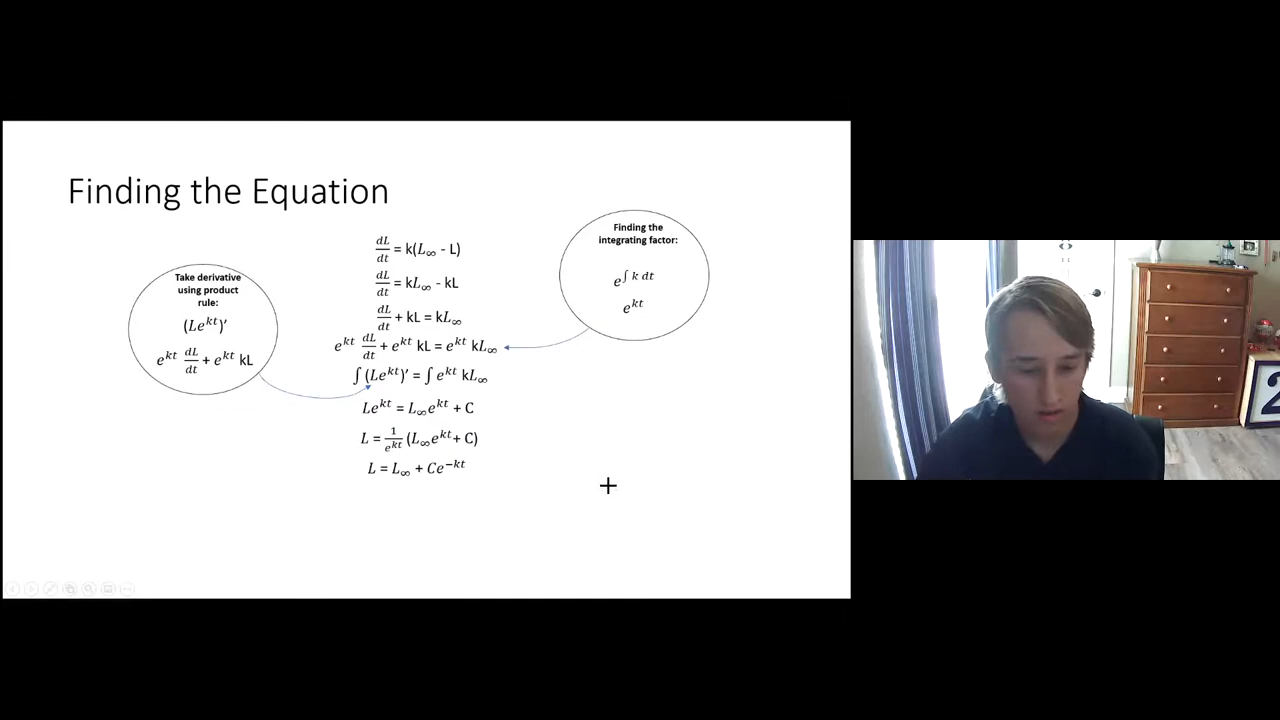 Finding the Equation
dL/dt = k(L∞ - L)
dL/dt = kL∞ - kL
dL/dt + kL = kL∞
e^{kt} dL/dt + e^{kt} kL = e^{kt} kL∞
∫ (Le^{kt})' = ∫ e^{kt} kL∞
Le^{kt} = L∞e^{kt} + C
L = 1/e^{kt} (L∞e^{kt} + C)
L = L∞ + Ce^{-kt}
Take derivative
using product
rule:
(Le^{kt})'
e^{kt} dL/dt + e^{kt} kL
Finding the
integrating factor:
e^{∫ k dt}
e^{kt}
2